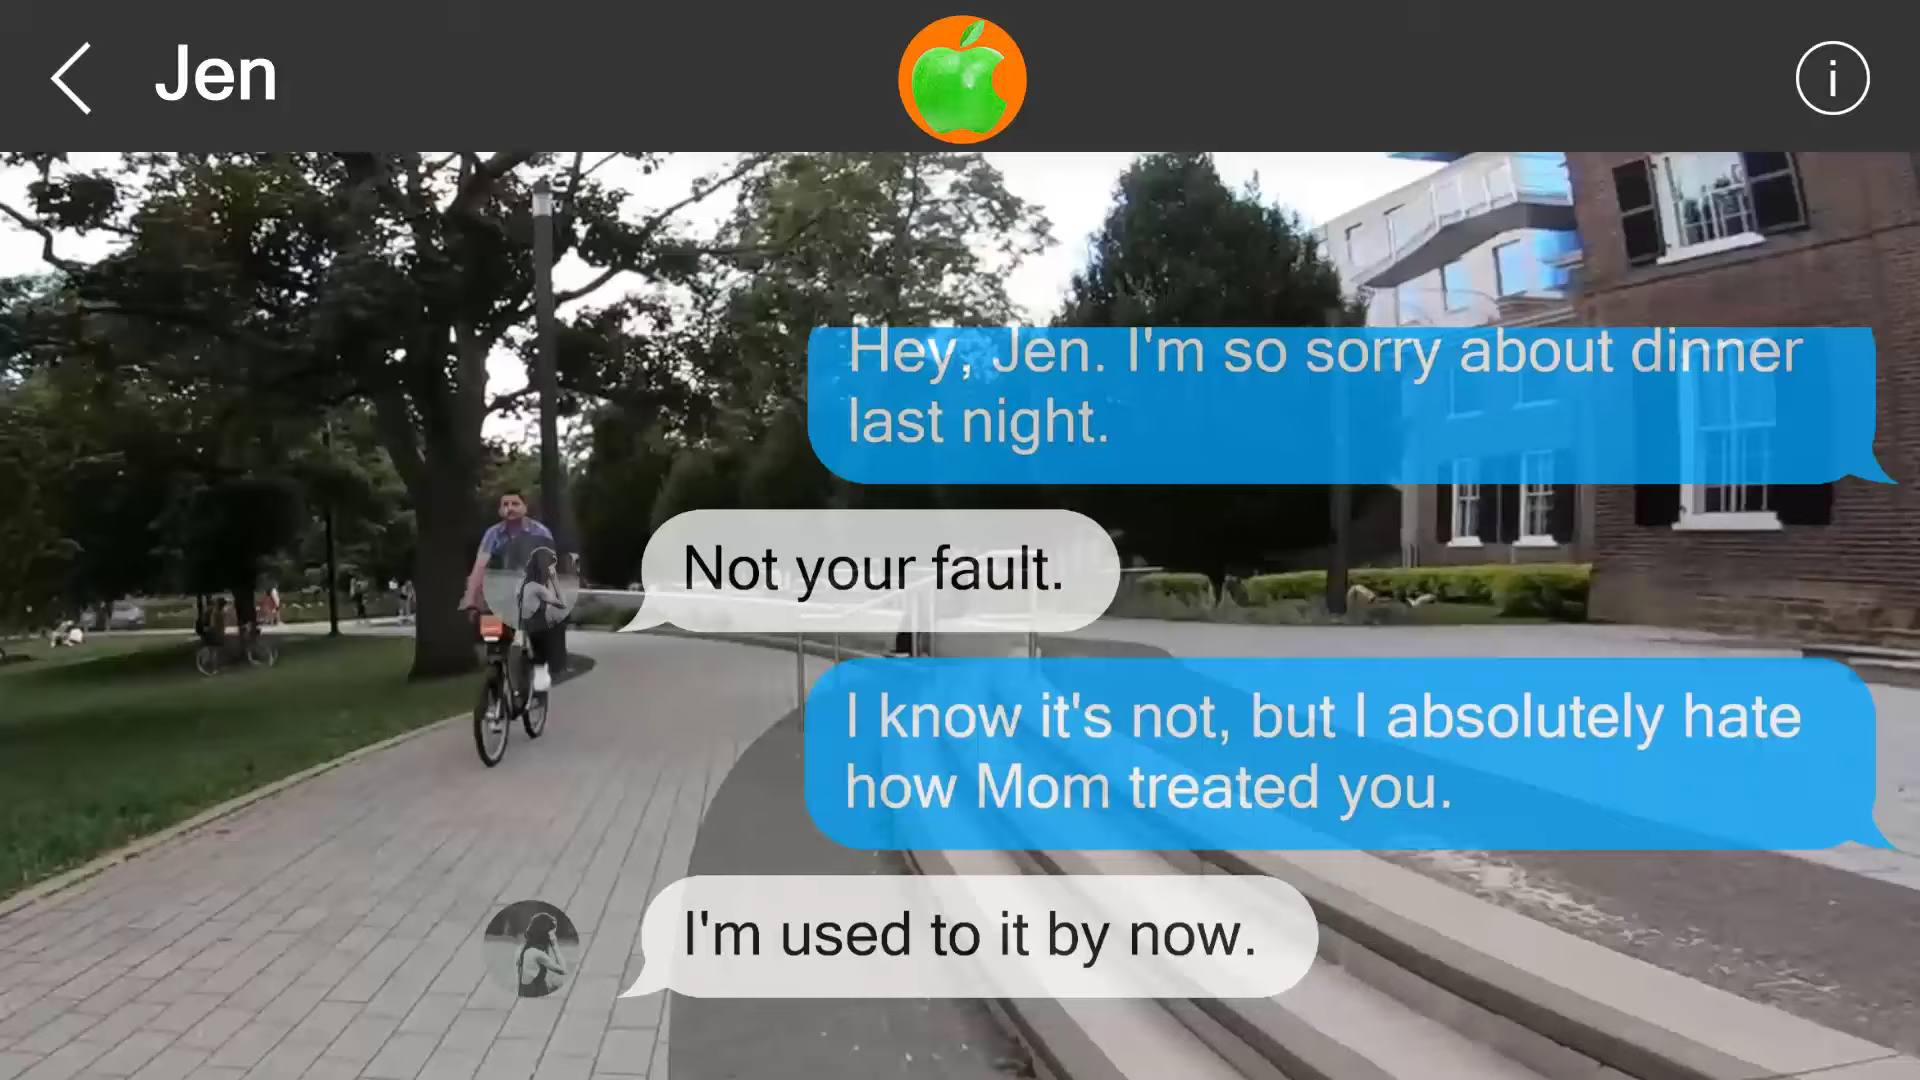 Jen
i
Hey, Jen. I'm so sorry about dinner
last night.
Not your fault.
I know it's not, but I absolutely hate
how Mom treated you.
I'm used to it by now.